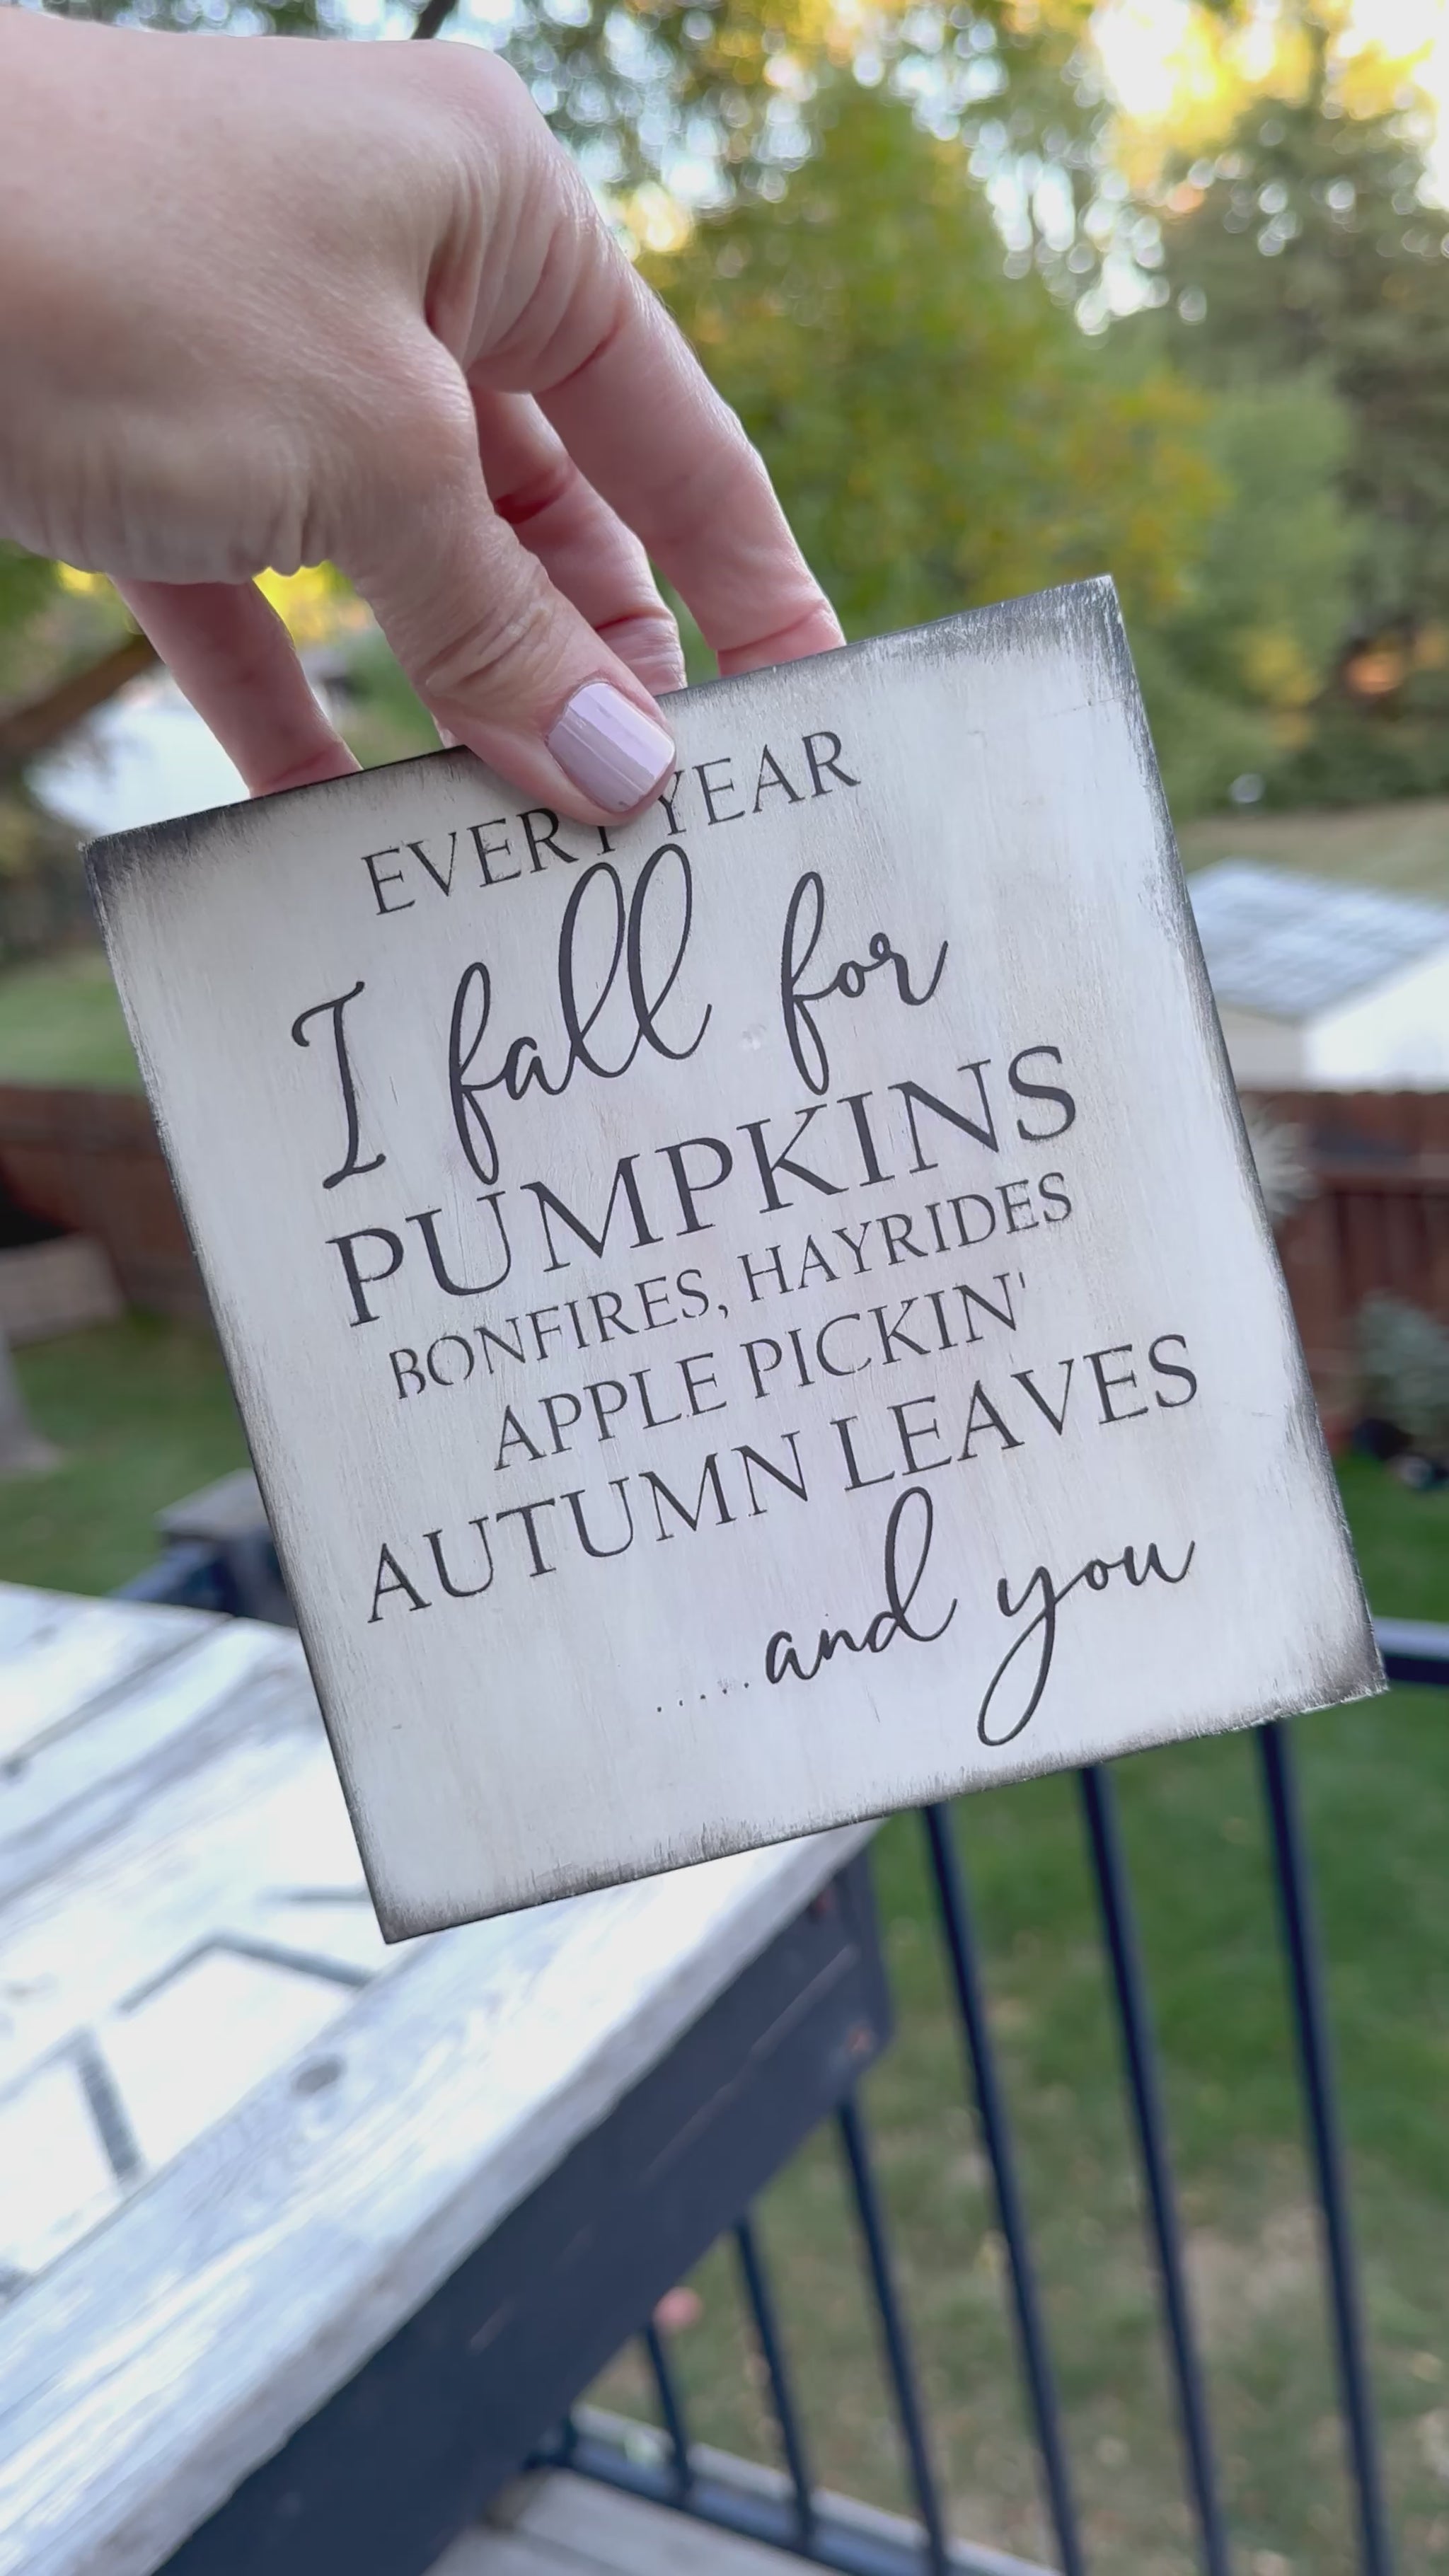 EVERY YEAR
I fall for
PUMPKINS
BONFIRES, HAYRIDES
APPLE PICKIN'
AUTUMN LEAVES
.....and you